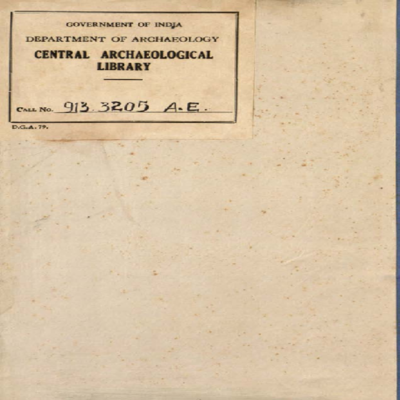 GOVERNMENT OF INDIA
DEPARTMENT OF ARCHAEOLOGY
CENTRAL ARCHAEOLOGICAL
LIBRARY
CALL No. 913.3205 A.E.
D.G.A. 79.